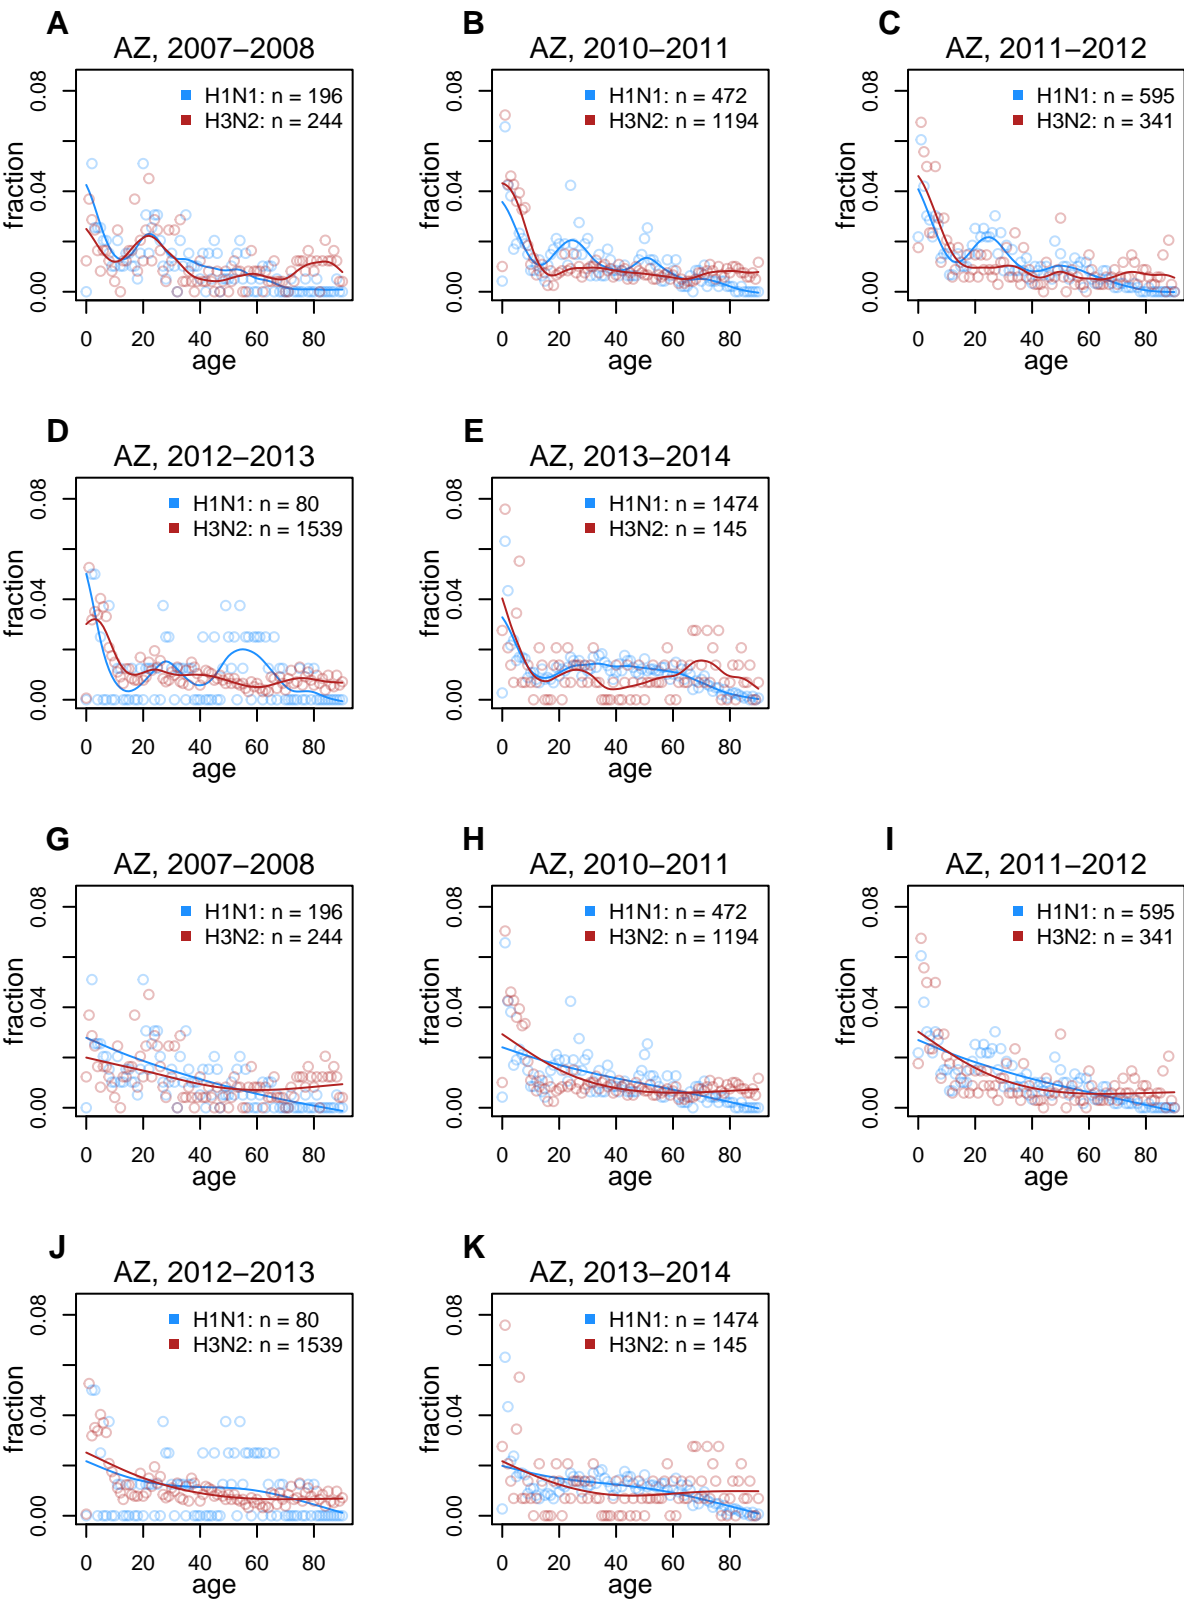 A
AZ, 2007−2008
H1N1: n = 196
H3N2: n = 244
fraction
0.00 0.04 0.08
0 20 40 60 80
age
B
AZ, 2010−2011
H1N1: n = 472
H3N2: n = 1194
fraction
0.00 0.04 0.08
0 20 40 60 80
age
C
AZ, 2011−2012
H1N1: n = 595
H3N2: n = 341
fraction
0.00 0.04 0.08
0 20 40 60 80
age
D
AZ, 2012−2013
H1N1: n = 80
H3N2: n = 1539
fraction
0.00 0.04 0.08
0 20 40 60 80
age
E
AZ, 2013−2014
H1N1: n = 1474
H3N2: n = 145
fraction
0.00 0.04 0.08
0 20 40 60 80
age
G
AZ, 2007−2008
H1N1: n = 196
H3N2: n = 244
fraction
0.00 0.04 0.08
0 20 40 60 80
age
H
AZ, 2010−2011
H1N1: n = 472
H3N2: n = 1194
fraction
0.00 0.04 0.08
0 20 40 60 80
age
I
AZ, 2011−2012
H1N1: n = 595
H3N2: n = 341
fraction
0.00 0.04 0.08
0 20 40 60 80
age
J
AZ, 2012−2013
H1N1: n = 80
H3N2: n = 1539
fraction
0.00 0.04 0.08
0 20 40 60 80
age
K
AZ, 2013−2014
H1N1: n = 1474
H3N2: n = 145
fraction
0.00 0.04 0.08
0 20 40 60 80
age